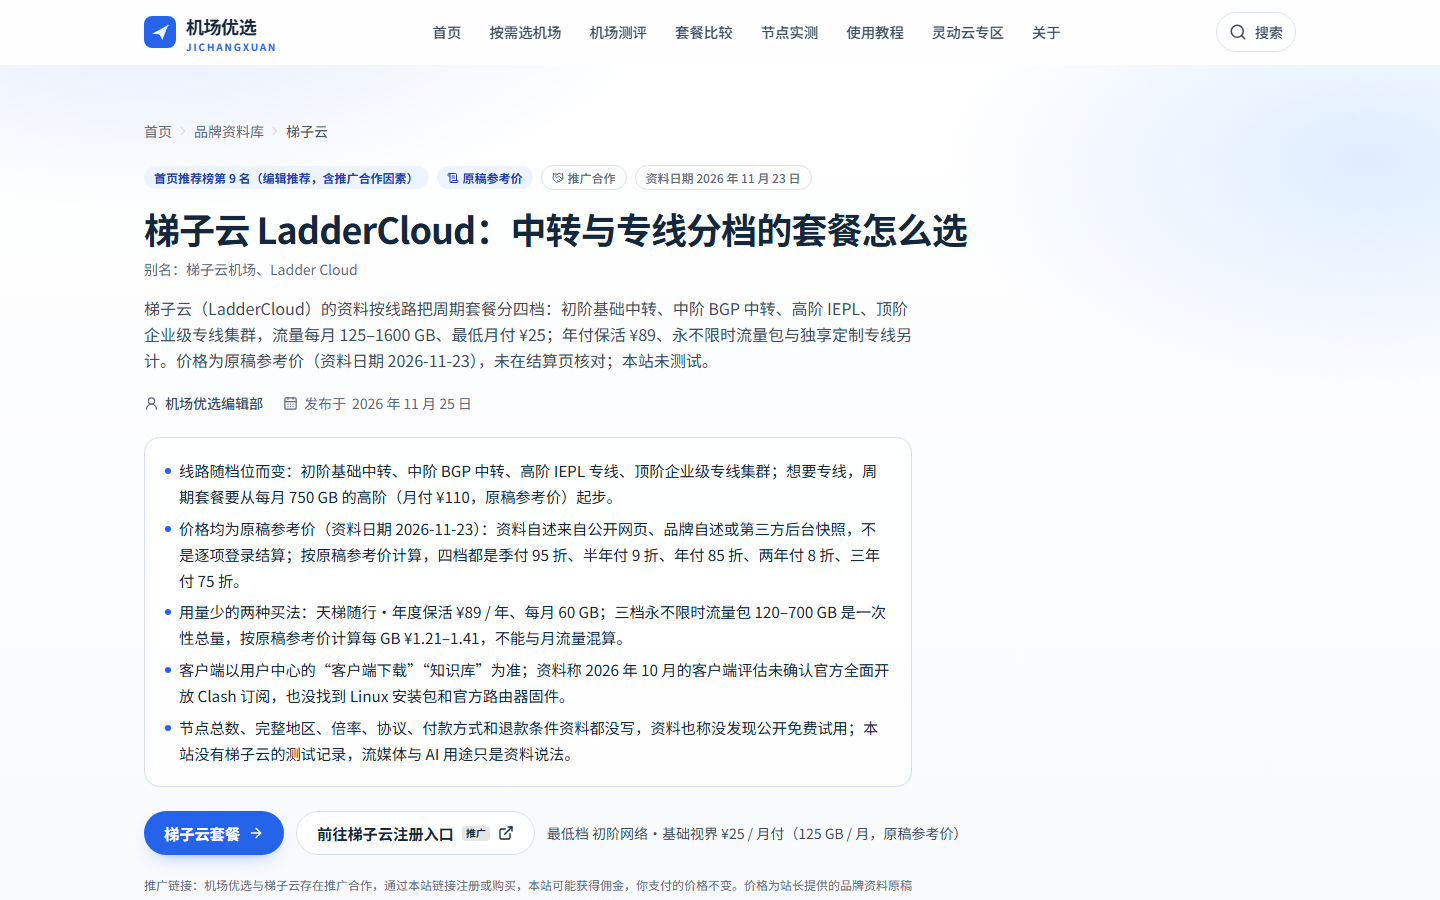 机场优选
JICHANGXUAN
首页 按需选机场 机场测评 套餐比较 节点实测 使用教程 灵动云专区 关于
搜索
首页 品牌资料库 梯子云
首页推荐榜第 9 名（编辑推荐，含推广合作因素） 原稿参考价 推广合作 资料日期 2026 年 11 月 23 日
梯子云 LadderCloud：中转与专线分档的套餐怎么选
别名：梯子云机场、Ladder Cloud
梯子云（LadderCloud）的资料按线路把周期套餐分四档：初阶基础中转、中阶 BGP 中转、高阶 IEPL、顶阶
企业级专线集群，流量每月 125–1600 GB、最低月付 ¥25；年付保活 ¥89、永不限时流量包与独享定制专线另
计。价格为原稿参考价（资料日期 2026-11-23），未在结算页核对；本站未测试。
机场优选编辑部 发布于 2026 年 11 月 25 日
线路随档位而变：初阶基础中转、中阶 BGP 中转、高阶 IEPL 专线、顶阶企业级专线集群；想要专线，周
期套餐要从每月 750 GB 的高阶（月付 ¥110，原稿参考价）起步。
价格均为原稿参考价（资料日期 2026-11-23）：资料自述来自公开网页、品牌自述或第三方后台快照，不
是逐项登录结算；按原稿参考价计算，四档都是季付 95 折、半年付 9 折、年付 85 折、两年付 8 折、三年
付 75 折。
用量少的两种买法：天梯随行・年度保活 ¥89 / 年、每月 60 GB；三档永不限时流量包 120–700 GB 是一次
性总量，按原稿参考价计算每 GB ¥1.21–1.41，不能与月流量混算。
客户端以用户中心的“客户端下载”“知识库”为准；资料称 2026 年 10 月的客户端评估未确认官方全面开
放 Clash 订阅，也没找到 Linux 安装包和官方路由器固件。
节点总数、完整地区、倍率、协议、付款方式和退款条件资料都没写，资料也称没发现公开免费试用；本
站没有梯子云的测试记录，流媒体与 AI 用途只是资料说法。
梯子云套餐 前往梯子云注册入口 推广 最低档 初阶网络・基础视界 ¥25 / 月付（125 GB / 月，原稿参考价）
推广链接：机场优选与梯子云存在推广合作，通过本站链接注册或购买，本站可能获得佣金，你支付的价格不变。价格为站长提供的品牌资料原稿